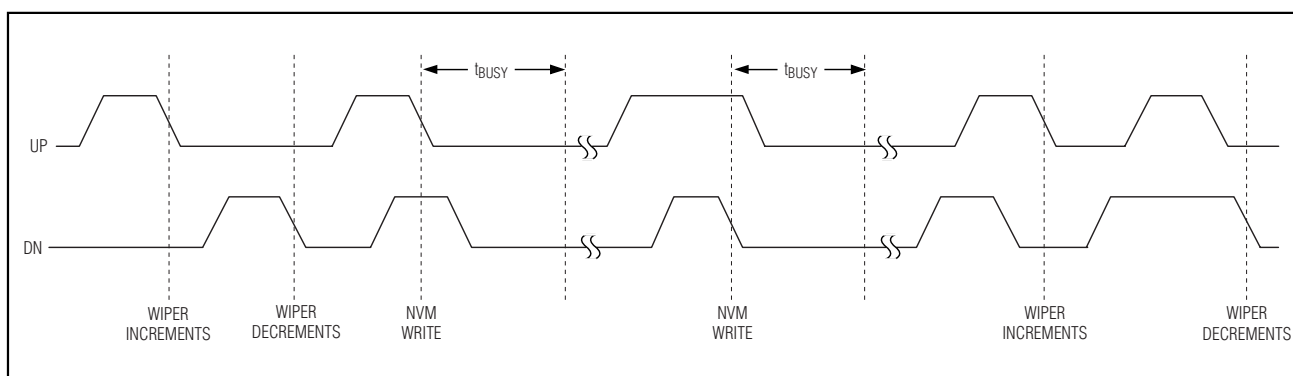 tBUSY
tBUSY
UP
DN
WIPER
INCREMENTS
WIPER
DECREMENTS
NVM
WRITE
NVM
WRITE
WIPER
INCREMENTS
WIPER
DECREMENTS